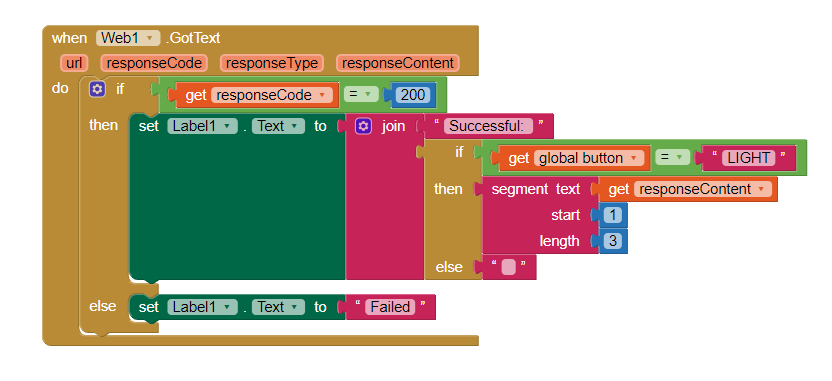 when Web1 .GotText
url responseCode responseType responseContent
do if get responseCode = 200
then set Label1 . Text to join “ Successful: ”
if get global button = “ LIGHT ”
then segment text get responseContent
start 1
length 3
else “ ”
else set Label1 . Text to “ Failed ”